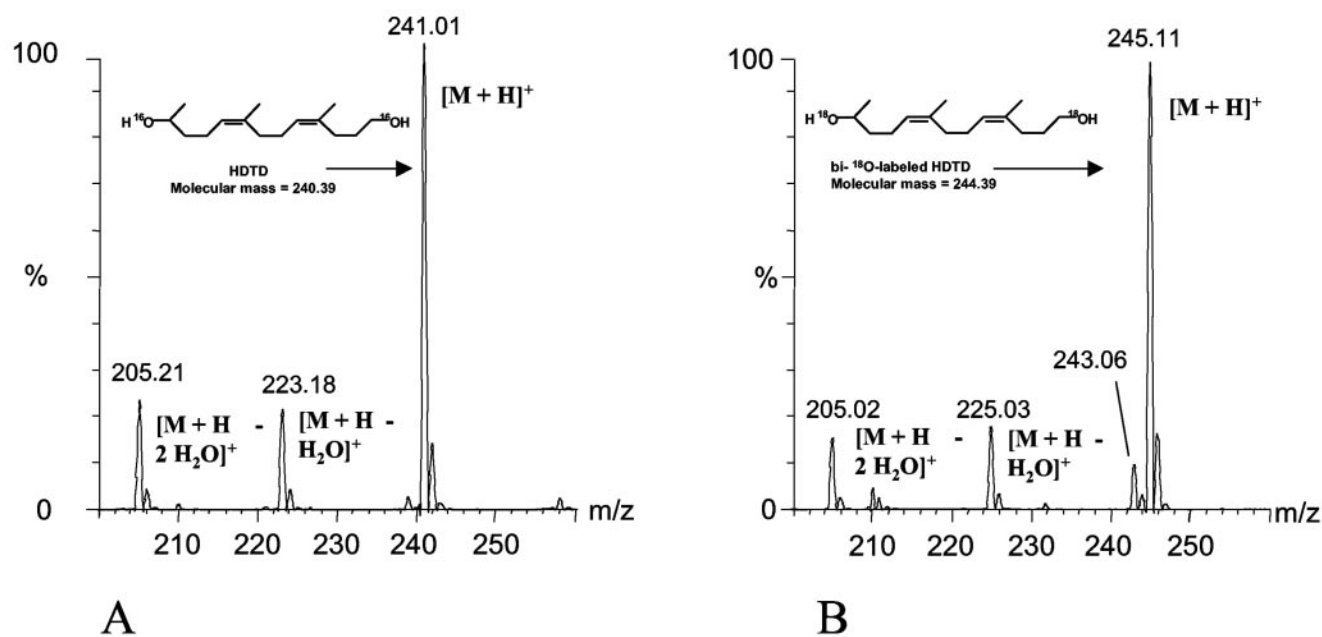 241.01
100
[M + H]+
H 16O
16OH
HDTD
Molecular mass = 240.39
%
205.21
223.18
[M + H - 2 H2O]+
[M + H - H2O]+
0
210 220 230 240 250
m/z
A
245.11
100
[M + H]+
H 18O
18OH
bi- 18O-labeled HDTD
Molecular mass = 244.39
%
243.06
205.02
225.03
[M + H - 2 H2O]+
[M + H - H2O]+
0
210 220 230 240 250
m/z
B